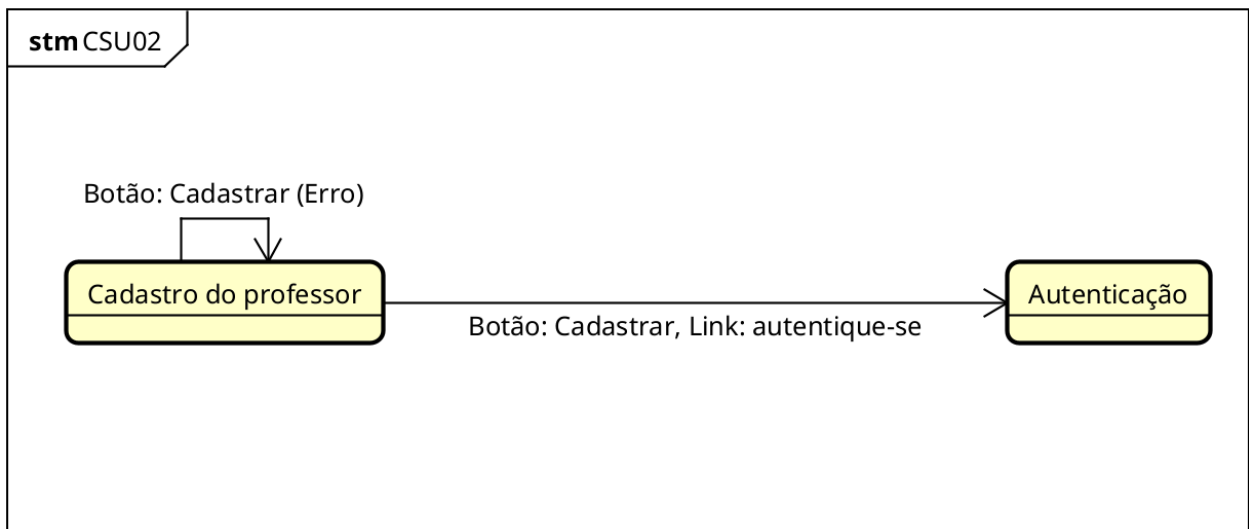 stm CSU02
Botão: Cadastrar (Erro)
Cadastro do professor
Autenticação
Botão: Cadastrar, Link: autentique-se